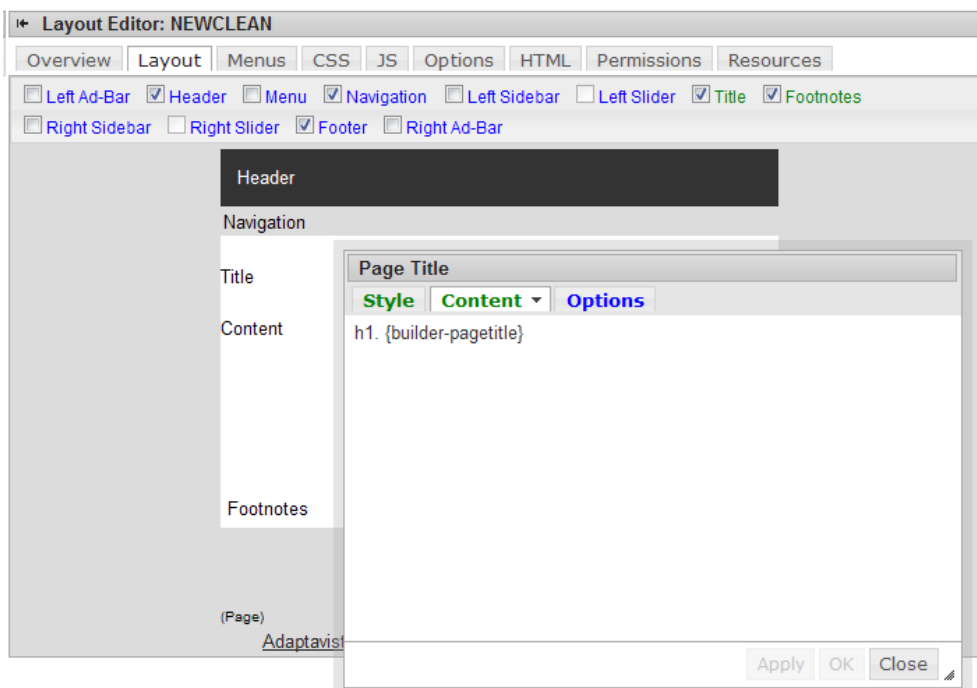 Layout Editor: NEWCLEAN
Overview Layout Menus CSS JS Options HTML Permissions Resources
Left Ad-Bar Header Menu Navigation Left Sidebar Left Slider Title Footnotes
Right Sidebar Right Slider Footer Right Ad-Bar
Header
Navigation
Title
Content
Footnotes
(Page)
Adaptavist
Page Title
Style Content Options
h1. {builder-pagetitle}
Apply OK Close